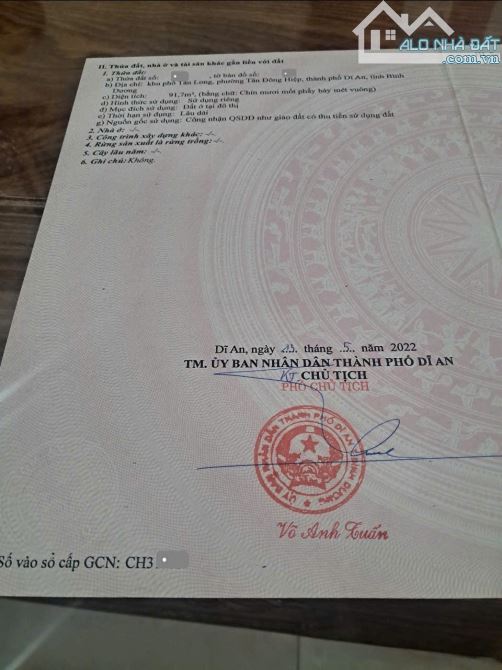 ALO NHÀ ĐẤT
.com.vn
II. Thửa đất, nhà ở và tài sản khác gắn liền với đất
1. Thửa đất:
a) Thửa đất số: , tờ bản đồ số:
b) Địa chỉ: khu phố Tân Long, phường Tân Đông Hiệp, thành phố Dĩ An, tỉnh Bình
Dương
c) Diện tích: 91,7m², (bằng chữ: Chín mươi mốt phẩy bảy mét vuông)
d) Hình thức sử dụng: Sử dụng riêng
đ) Mục đích sử dụng: Đất ở tại đô thị
e) Thời hạn sử dụng: Lâu dài
g) Nguồn gốc sử dụng: Công nhận QSDĐ như giao đất có thu tiền sử dụng đất
2. Nhà ở: -/-
3. Công trình xây dựng khác: -/-
4. Rừng sản xuất là rừng trồng: -/-
5. Cây lâu năm: -/-
6. Ghi chú: Không.
Dĩ An, ngày 13 tháng 5 năm 2022
TM. ỦY BAN NHÂN DÂN THÀNH PHỐ DĨ AN
KT CHỦ TỊCH
PHÓ CHỦ TỊCH
Võ Anh Tuấn
Số vào sổ cấp GCN: CH3